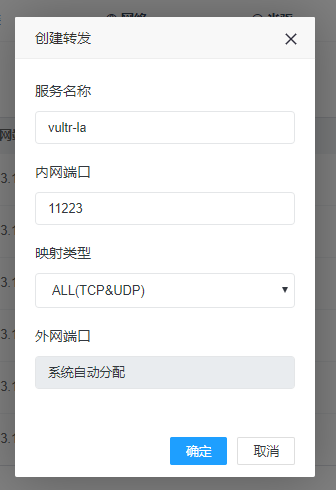 创建转发
服务名称
vultr-la
内网端口
11223
映射类型
ALL(TCP&UDP)
外网端口
系统自动分配
确定 取消